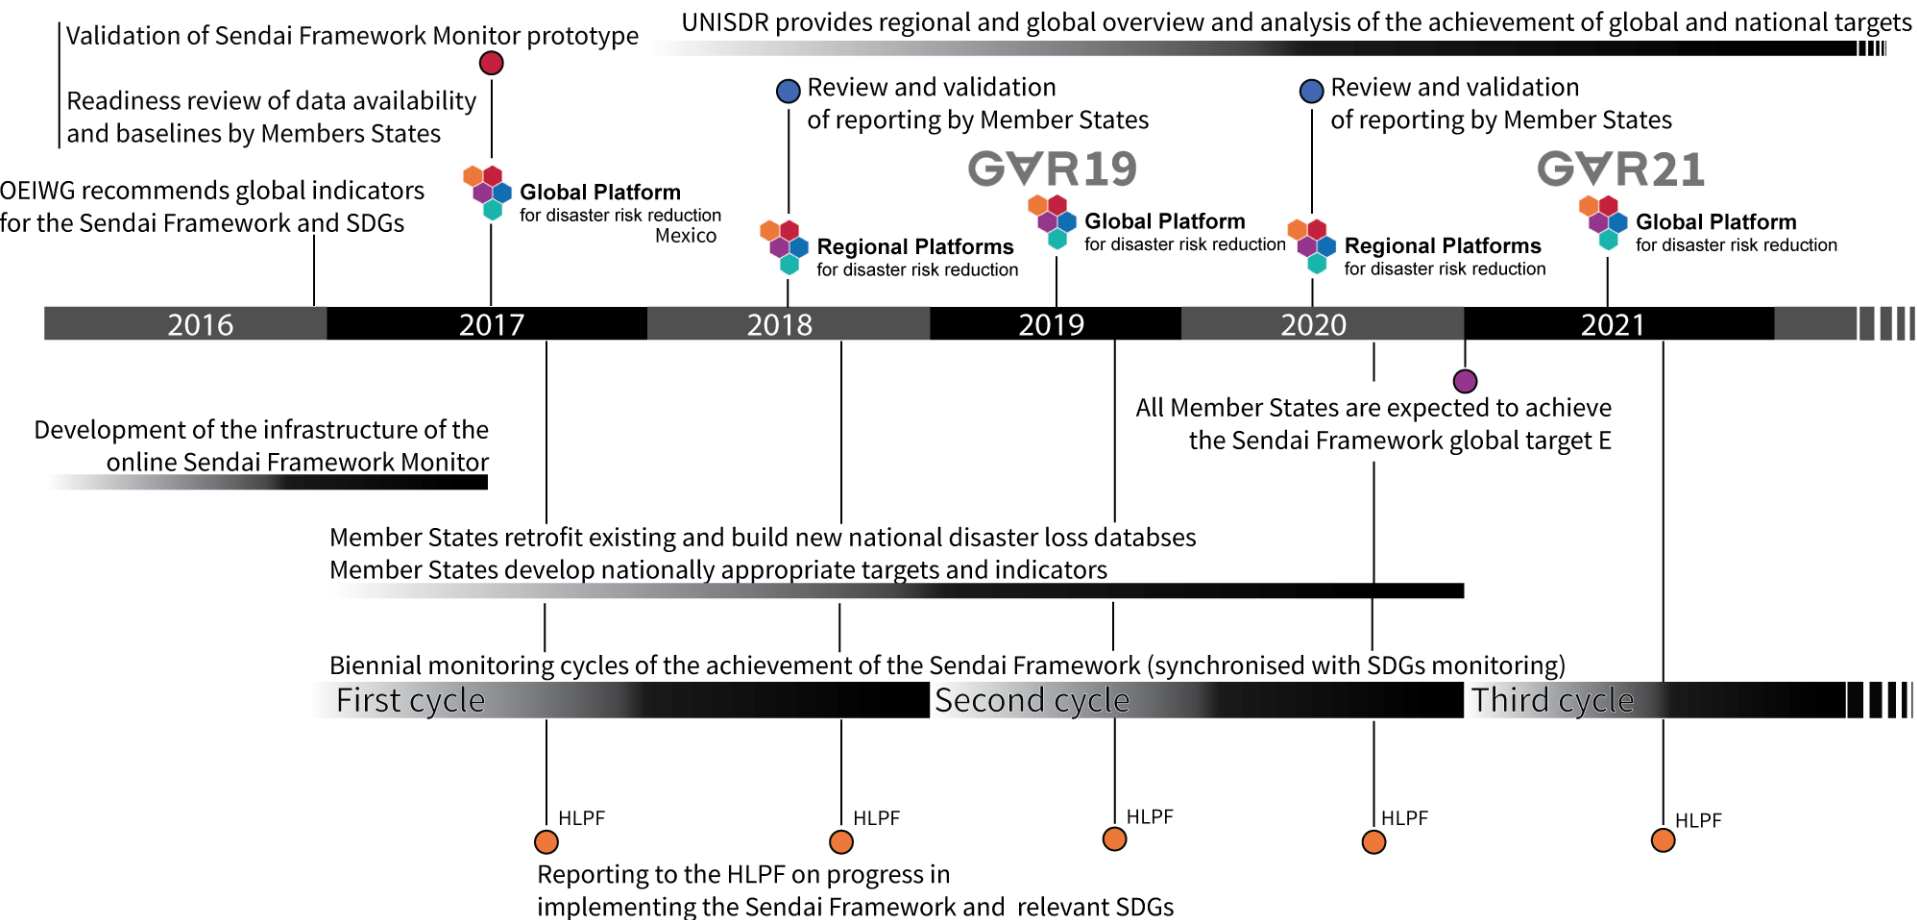 UNISDR provides regional and global overview and analysis of the achievement of global and national targets
Validation of Sendai Framework Monitor prototype
Readiness review of data availability
and baselines by Members States
OEIWG recommends global indicators
for the Sendai Framework and SDGs
Global Platform
for disaster risk reduction
Mexico
Review and validation
of reporting by Member States
Regional Platforms
for disaster risk reduction
GAR19
Global Platform
for disaster risk reduction
Review and validation
of reporting by Member States
Regional Platforms
for disaster risk reduction
GAR21
Global Platform
for disaster risk reduction
2016
2017
2018
2019
2020
2021
All Member States are expected to achieve
the Sendai Framework global target E
Development of the infrastructure of the
online Sendai Framework Monitor
Member States retrofit existing and build new national disaster loss databses
Member States develop nationally appropriate targets and indicators
Biennial monitoring cycles of the achievement of the Sendai Framework (synchronised with SDGs monitoring)
First cycle
Second cycle
Third cycle
HLPF
HLPF
HLPF
HLPF
HLPF
Reporting to the HLPF on progress in
implementing the Sendai Framework and relevant SDGs